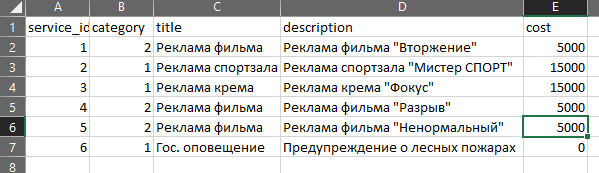 A B C D E
1 service_id category title description cost
2 1 2 Реклама фильма Реклама фильма "Вторжение" 5000
3 2 1 Реклама спортзала Реклама спортзала "Мистер СПОРТ" 15000
4 3 1 Реклама крема Реклама крема "Фокус" 15000
5 4 2 Реклама фильма Реклама фильма "Разрыв" 5000
6 5 2 Реклама фильма Реклама фильма "Ненормальный" 5000
7 6 1 Гос. оповещение Предупреждение о лесных пожарах 0